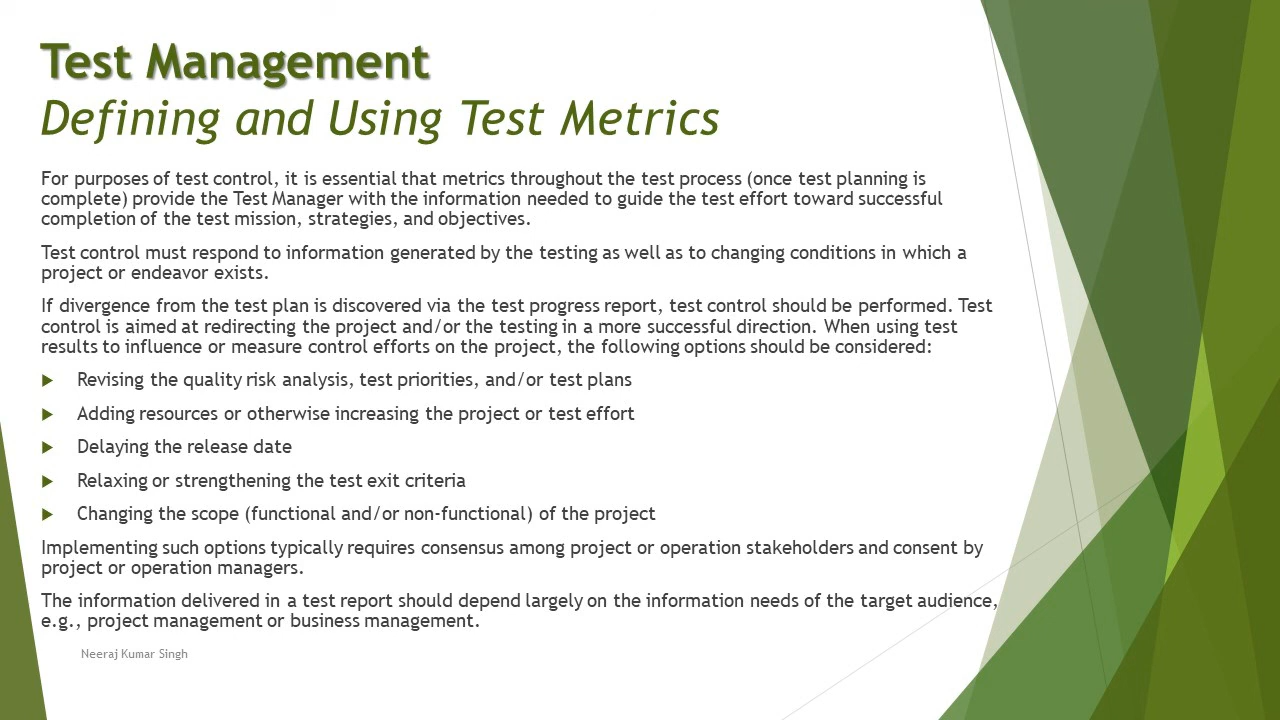 Test Management
Defining and Using Test Metrics
For purposes of test control, it is essential that metrics throughout the test process (once test planning is
complete) provide the Test Manager with the information needed to guide the test effort toward successful
completion of the test mission, strategies, and objectives.
Test control must respond to information generated by the testing as well as to changing conditions in which a
project or endeavor exists.
If divergence from the test plan is discovered via the test progress report, test control should be performed. Test
control is aimed at redirecting the project and/or the testing in a more successful direction. When using test
results to influence or measure control efforts on the project, the following options should be considered:
Revising the quality risk analysis, test priorities, and/or test plans
Adding resources or otherwise increasing the project or test effort
Delaying the release date
Relaxing or strengthening the test exit criteria
Changing the scope (functional and/or non-functional) of the project
Implementing such options typically requires consensus among project or operation stakeholders and consent by
project or operation managers.
The information delivered in a test report should depend largely on the information needs of the target audience,
e.g., project management or business management.
Neeraj Kumar Singh